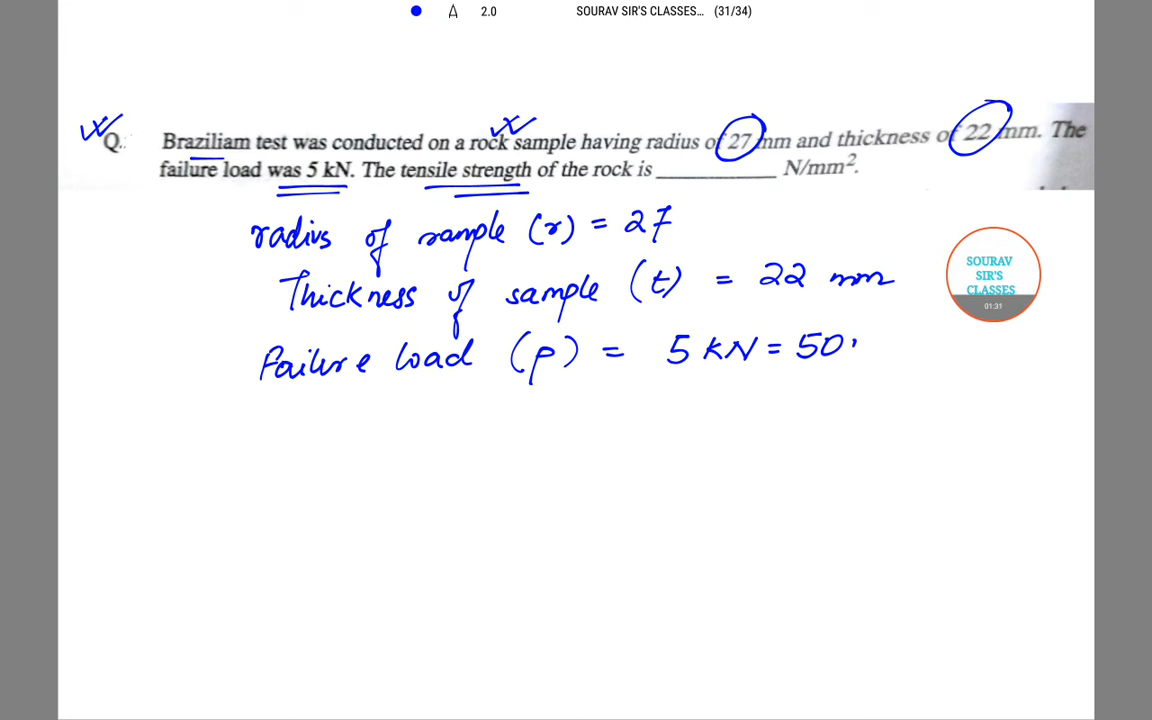 2.0 SOURAV SIR'S CLASSES... (31/34)
Q. Braziliam test was conducted on a rock sample having radius of 27 mm and thickness of 22 mm. The
failure load was 5 kN. The tensile strength of the rock is __________ N/mm².
radius of sample (r) = 27
Thickness of sample (t) = 22 mm
SOURAV
SIR'S
CLASSES
01:31
Failure load (p) = 5 KN = 50